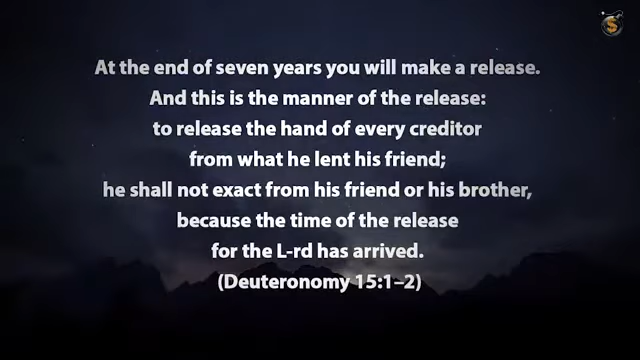 At the end of seven years you will make a release.
And this is the manner of the release:
to release the hand of every creditor
from what he lent his friend;
he shall not exact from his friend or his brother,
because the time of the release
for the L-rd has arrived.
(Deuteronomy 15:1–2)